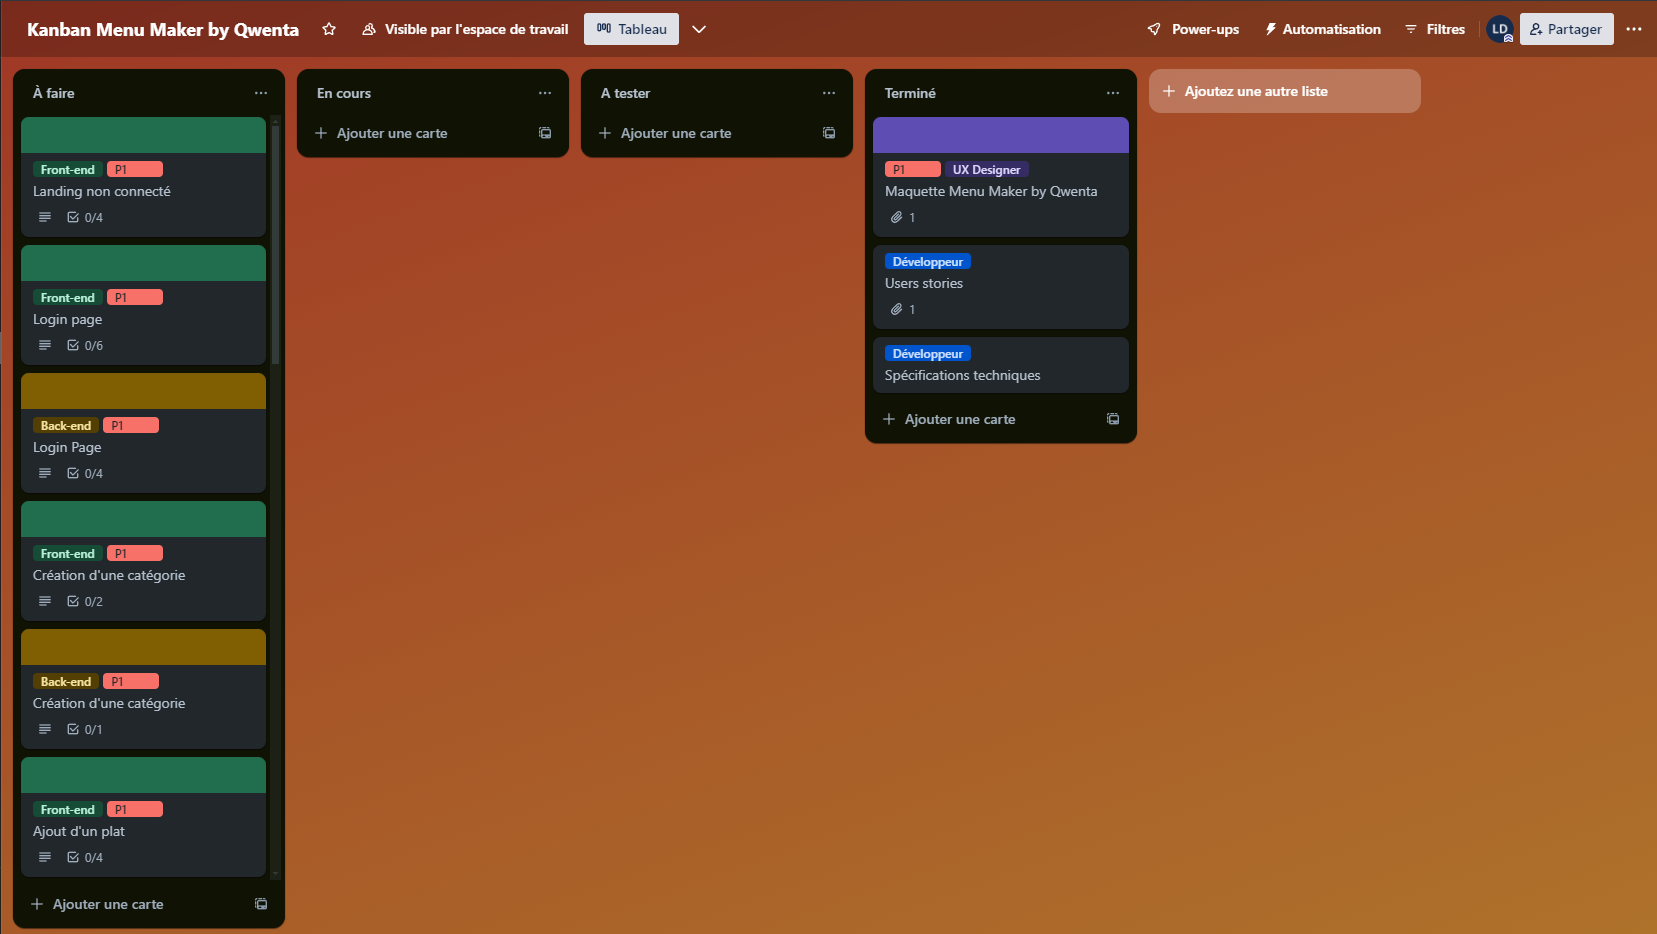 Kanban Menu Maker by Qwenta
Visible par l'espace de travail
Tableau
Power-ups
Automatisation
Filtres
LD
Partager
À faire
Front-end P1
Landing non connecté
0/4
Front-end P1
Login page
0/6
Back-end P1
Login Page
0/4
Front-end P1
Création d'une catégorie
0/2
Back-end P1
Création d'une catégorie
0/1
Front-end P1
Ajout d'un plat
0/4
Ajouter une carte
En cours
Ajouter une carte
A tester
Ajouter une carte
Terminé
P1 UX Designer
Maquette Menu Maker by Qwenta
1
Développeur
Users stories
1
Développeur
Spécifications techniques
Ajouter une carte
Ajoutez une autre liste